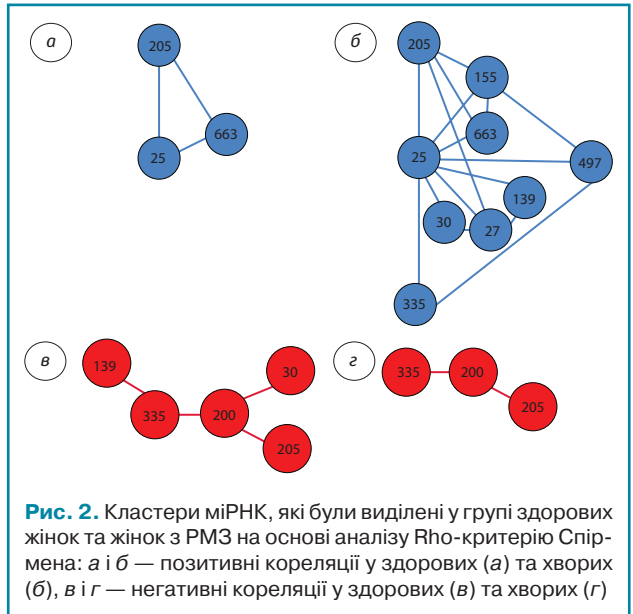 а
205
663
25
б
205
155
663
25
497
139
30
27
335
в
139
30
335
200
205
г
335
200
205
Рис. 2. Кластери міРНК, які були виділені у групі здорових
жінок та жінок з РМЗ на основі аналізу Rho-критерію Спір-
мена: а і б — позитивні кореляції у здорових (а) та хворих
(б), в і г — негативні кореляції у здорових (в) та хворих (г)